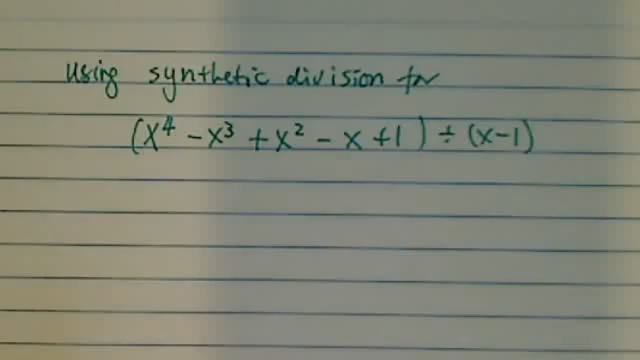 Using synthetic division for
(x⁴ - x³ + x² - x + 1) ÷ (x-1)